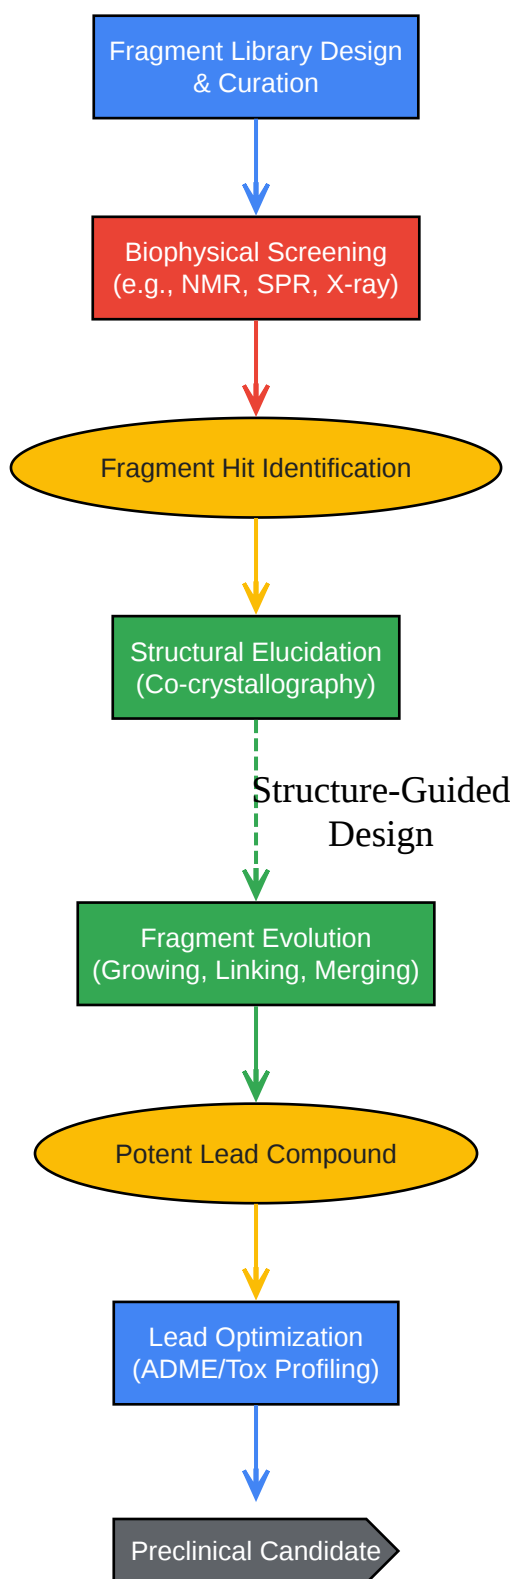 Fragment Library Design
& Curation
Biophysical Screening
(e.g., NMR, SPR, X-ray)
Fragment Hit Identification
Structural Elucidation
(Co-crystallography)
Structure-Guided
Design
Fragment Evolution
(Growing, Linking, Merging)
Potent Lead Compound
Lead Optimization
(ADME/Tox Profiling)
Preclinical Candidate